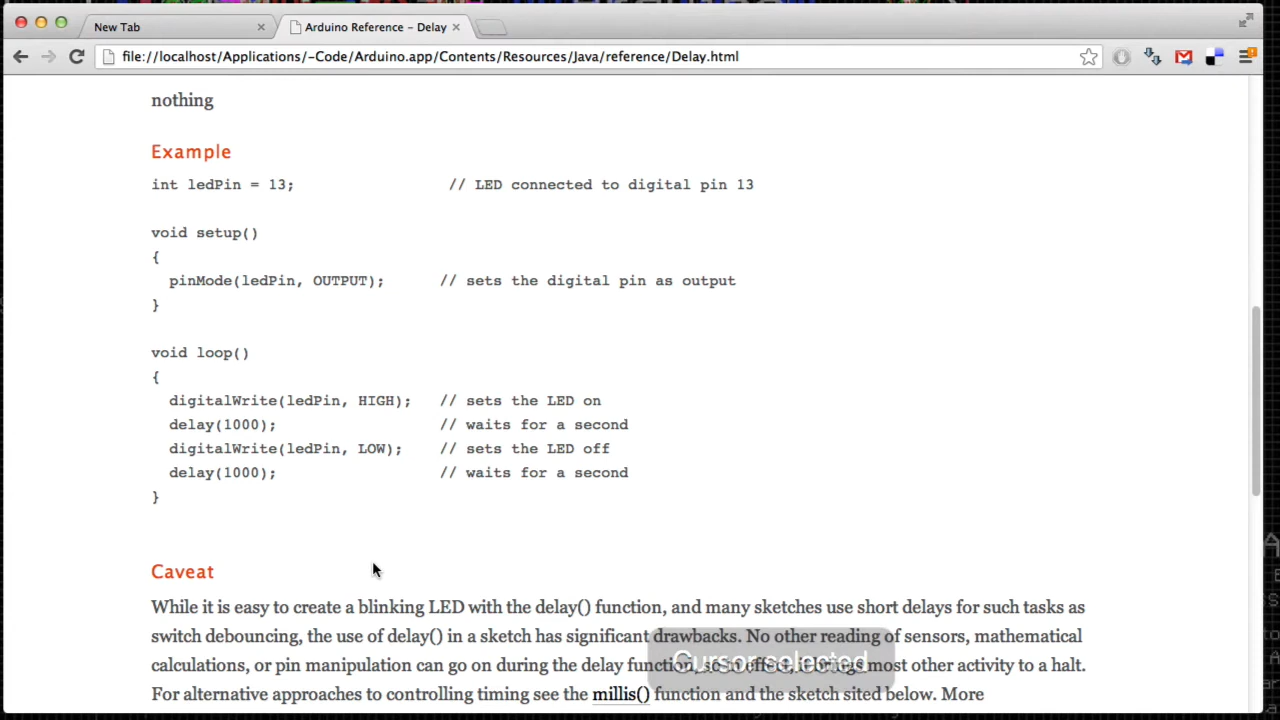 New Tab
Arduino Reference – Delay
file://localhost/Applications/-Code/Arduino.app/Contents/Resources/Java/reference/Delay.html
nothing
Example
int ledPin = 13; // LED connected to digital pin 13
void setup()
{
pinMode(ledPin, OUTPUT); // sets the digital pin as output
}
void loop()
{
digitalWrite(ledPin, HIGH); // sets the LED on
delay(1000); // waits for a second
digitalWrite(ledPin, LOW); // sets the LED off
delay(1000); // waits for a second
}
Caveat
While it is easy to create a blinking LED with the delay() function, and many sketches use short delays for such tasks as
switch debouncing, the use of delay() in a sketch has significant drawbacks. No other reading of sensors, mathematical
calculations, or pin manipulation can go on during the delay function, so in effect, it brings most other activity to a halt.
For alternative approaches to controlling timing see the millis() function and the sketch sited below. More
Cursor selected